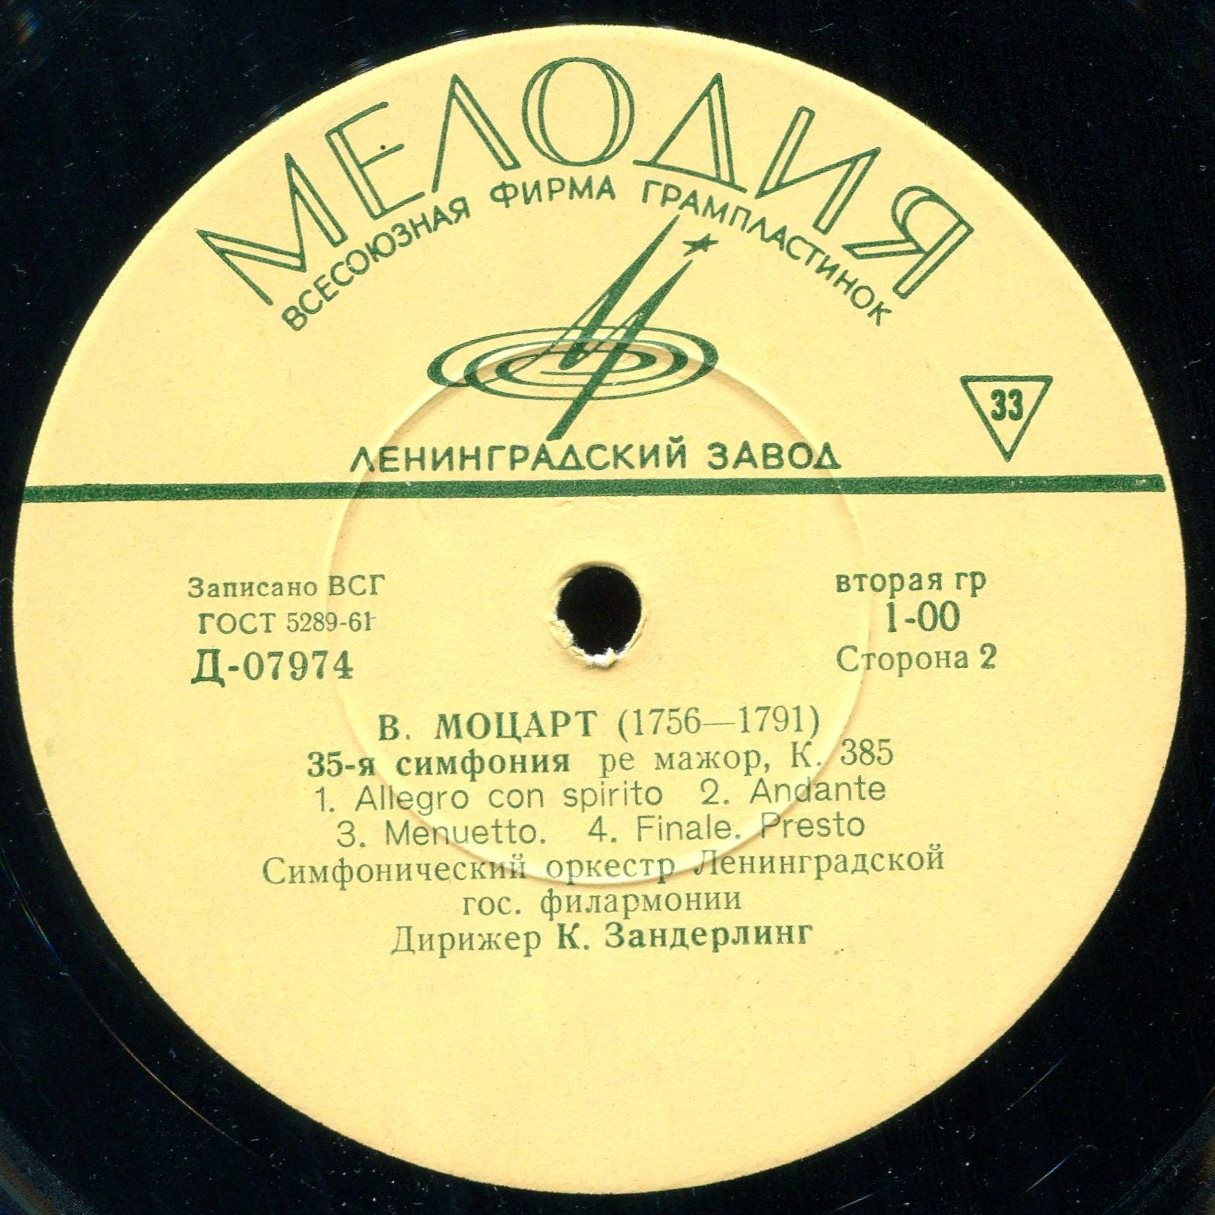 МЕЛОДИЯ
ВСЕСОЮЗНАЯ ФИРМА ГРАМПЛАСТИНОК
33
ЛЕНИНГРАДСКИЙ ЗАВОД
Записано ВСГ
ГОСТ 5289-61
Д-07974
вторая гр
1-00
Сторона 2
В. МОЦАРТ (1756—1791)
35-я симфония ре мажор, К. 385
1. Allegro con spirito 2. Andante
3. Menuetto. 4. Finale. Presto
Симфонический оркестр Ленинградской
гос. филармонии
Дирижер К. Зандерлинг